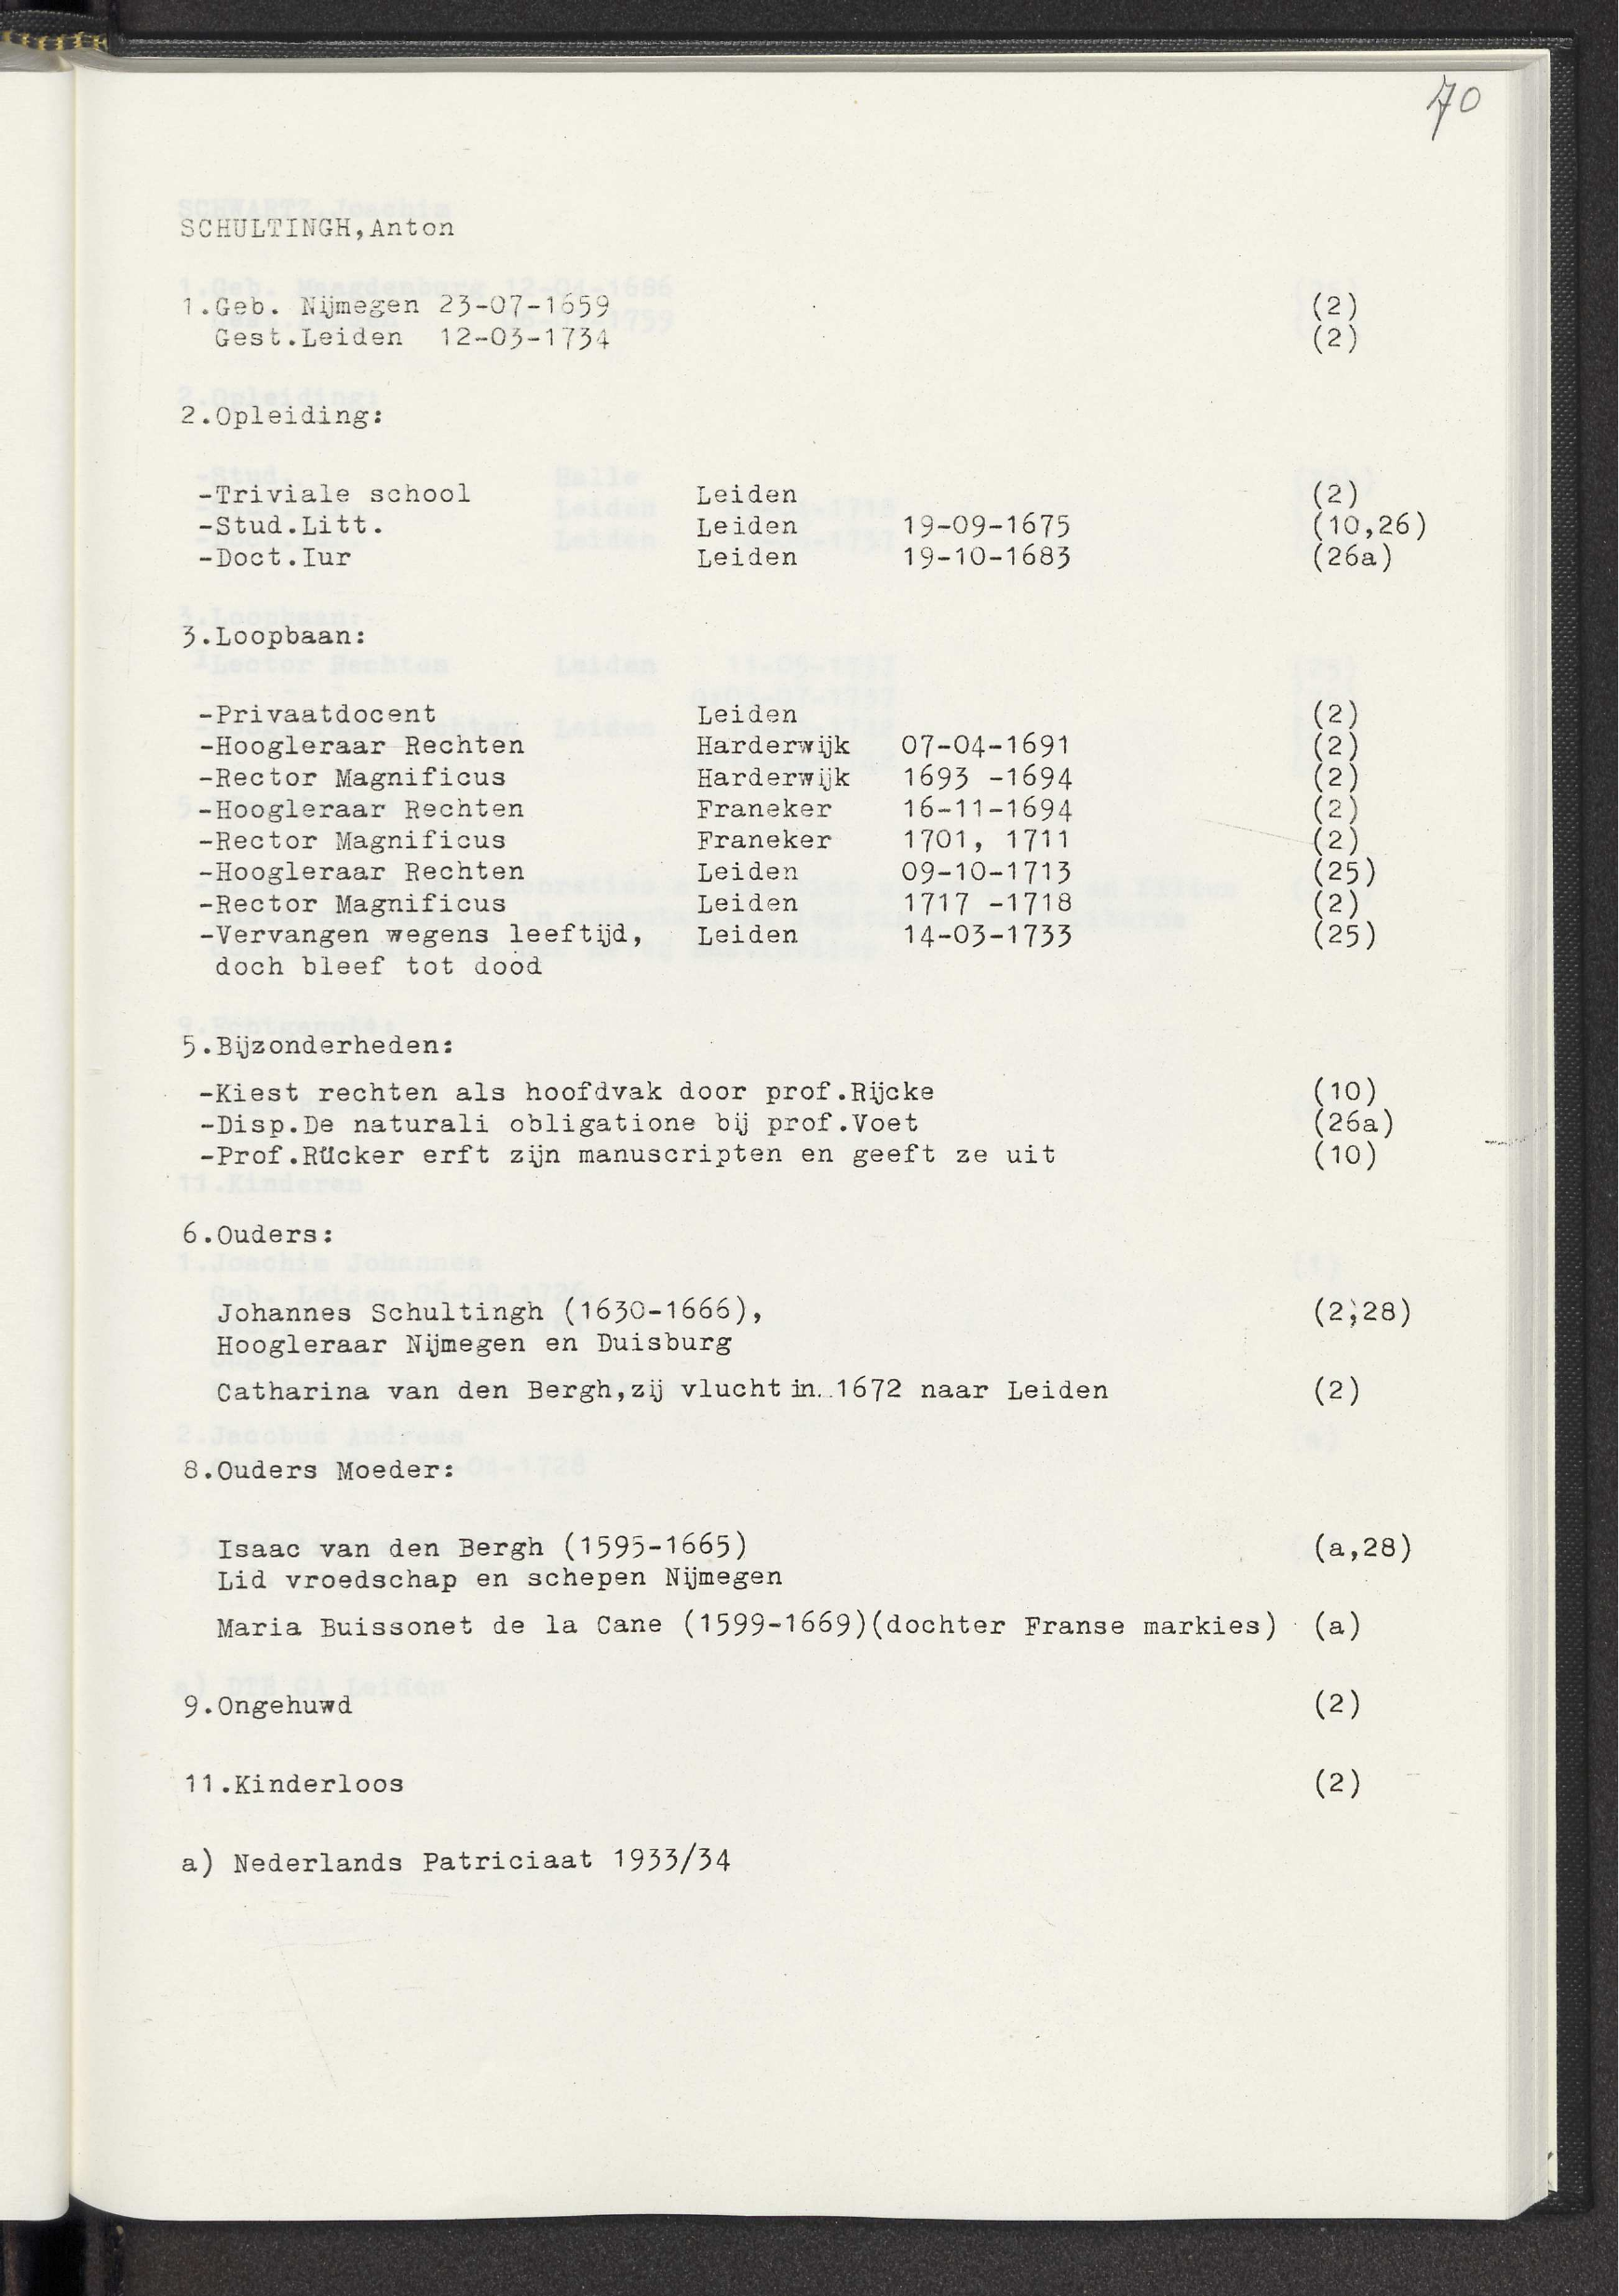 70
SCHULTINGH,Anton
1.Geb. Nijmegen 23-07-1659 (2)
Gest.Leiden 12-03-1734 (2)
2.Opleiding:
-Triviale school Leiden (2)
-Stud.Litt. Leiden 19-09-1675 (10,26)
-Doct.Iur Leiden 19-10-1683 (26a)
3.Loopbaan:
-Privaatdocent Leiden (2)
-Hoogleraar Rechten Harderwijk 07-04-1691 (2)
-Rector Magnificus Harderwijk 1693 -1694 (2)
-Hoogleraar Rechten Franeker 16-11-1694 (2)
-Rector Magnificus Franeker 1701, 1711 (2)
-Hoogleraar Rechten Leiden 09-10-1713 (25)
-Rector Magnificus Leiden 1717 -1718 (2)
-Vervangen wegens leeftijd, Leiden 14-03-1733 (25)
doch bleef tot dood
5.Bijzonderheden:
-Kiest rechten als hoofdvak door prof.Rijcke (10)
-Disp.De naturali obligatione bij prof.Voet (26a)
-Prof.Rücker erft zijn manuscripten en geeft ze uit (10)
6.Ouders:
Johannes Schultingh (1630-1666), (2,28)
Hoogleraar Nijmegen en Duisburg
Catharina van den Bergh,zij vlucht in 1672 naar Leiden (2)
8.Ouders Moeder:
Isaac van den Bergh (1595-1665) (a,28)
Lid vroedschap en schepen Nijmegen
Maria Buissonet de la Cane (1599-1669)(dochter Franse markies) (a)
9.Ongehuwd (2)
11.Kinderloos (2)
a) Nederlands Patriciaat 1933/34